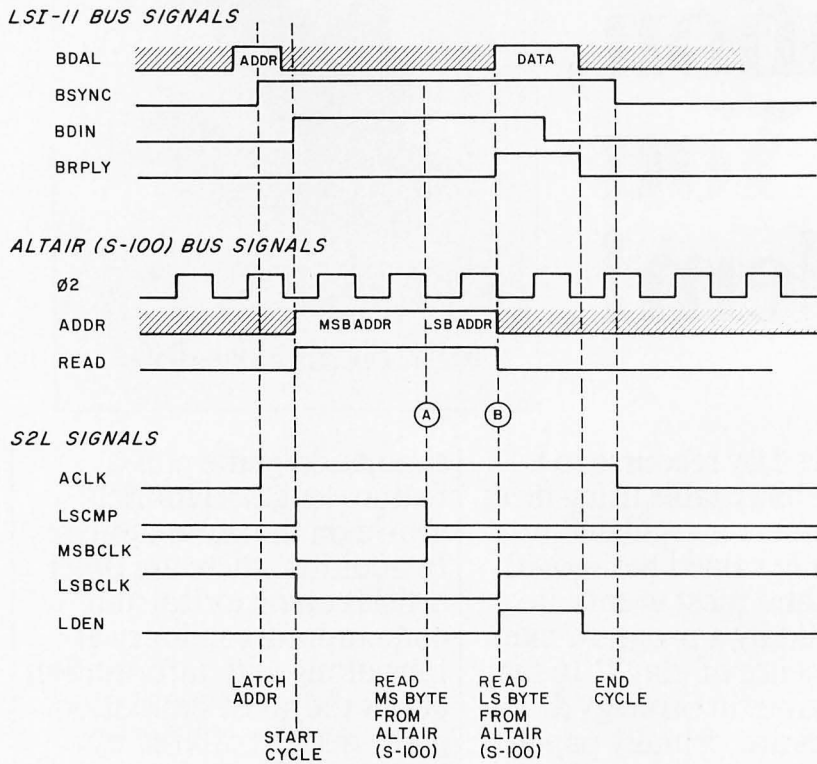 LSI-11 BUS SIGNALS
BDAL
ADDR
DATA
BSYNC
BDIN
BRPLY
ALTAIR (S-100) BUS SIGNALS
Ø2
ADDR
MSB ADDR
LSB ADDR
READ
A
B
S2L SIGNALS
ACLK
LSCMP
MSBCLK
LSBCLK
LDEN
LATCH
ADDR
START
CYCLE
READ
MS BYTE
FROM
ALTAIR
(S-100)
READ
LS BYTE
FROM
ALTAIR
(S-100)
END
CYCLE